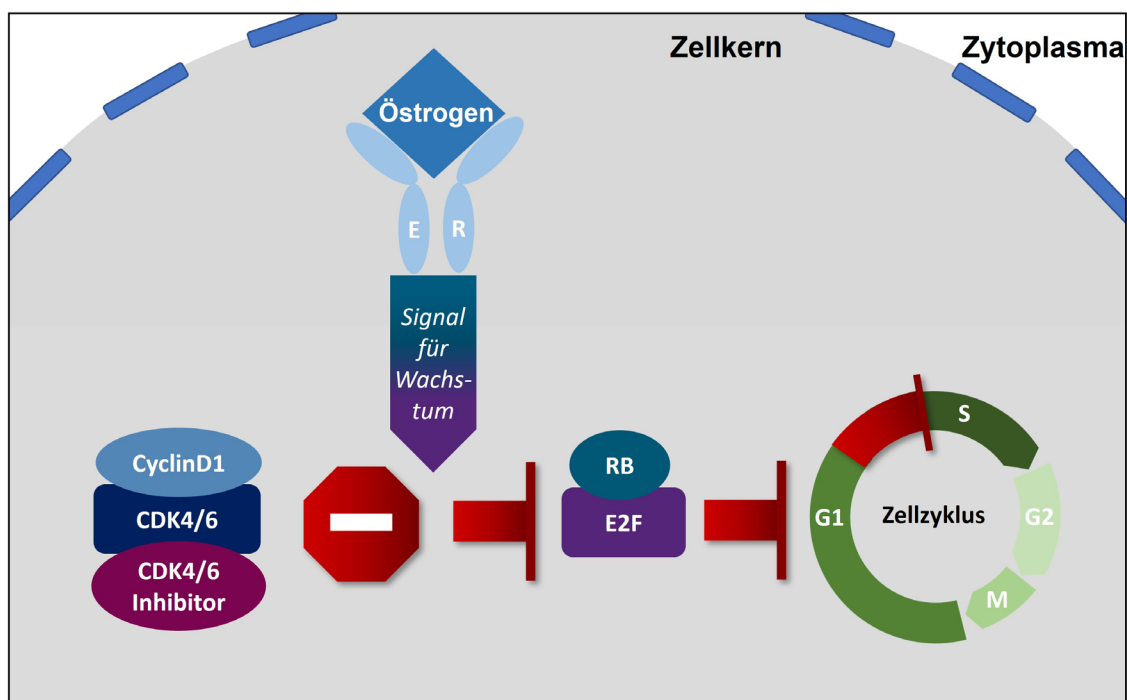 Zellkern
Zytoplasma
Östrogen
E
R
Signal
für
Wachs-
tum
CyclinD1
CDK4/6
CDK4/6
Inhibitor
RB
E2F
S
G1
Zellzyklus
G2
M